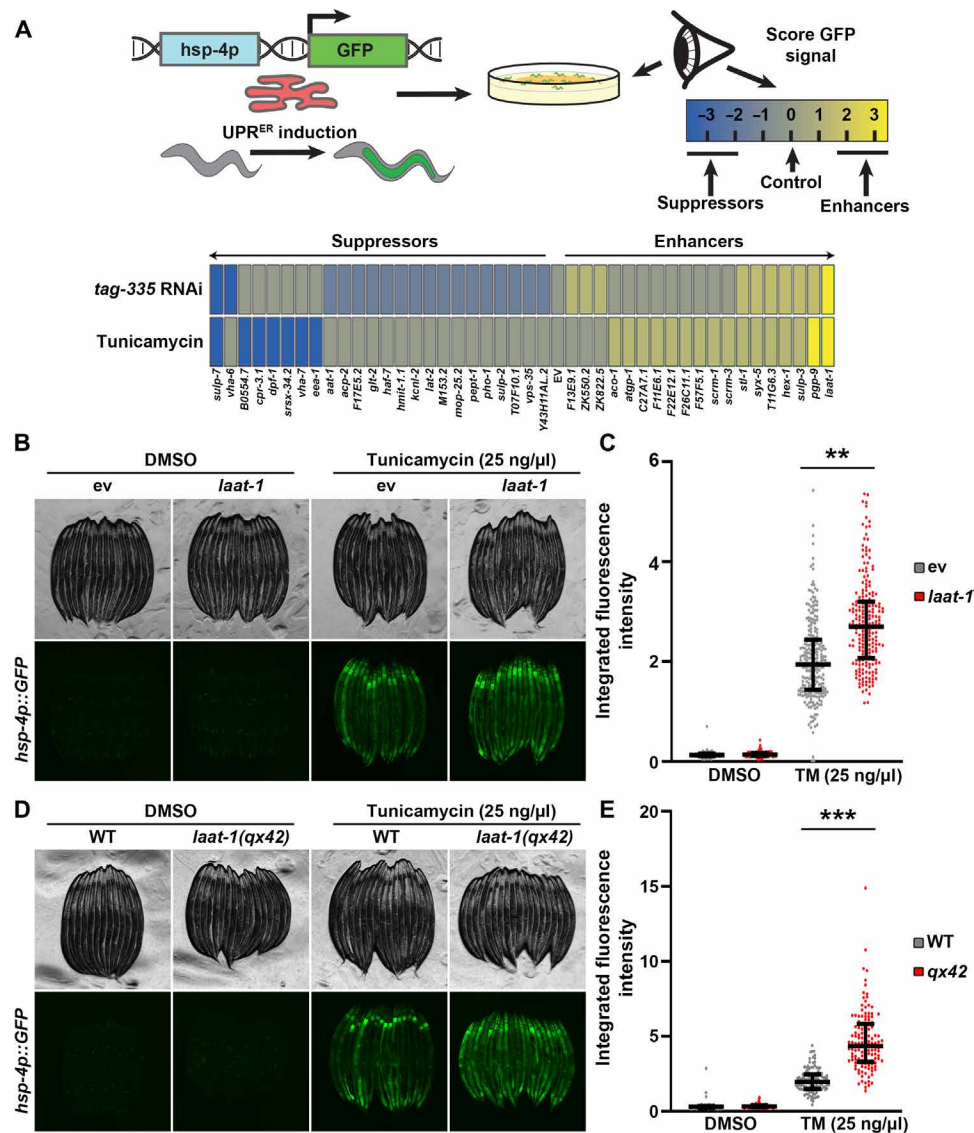 A
hsp-4p
GFP
Score GFP
signal
UPRᴱᴿ induction
–3 –2 –1 0 1 2 3
Control
Suppressors
Enhancers
Suppressors
Enhancers
tag-335 RNAi
Tunicamycin
sulp-7
vha-6
B0554.7
cpr-3.1
dpf-1
srsx-34.2
vha-7
eea-1
aat-1
acp-2
F17E5.2
glt-2
haf-7
hmit-1.1
kcnl-2
lat-2
M153.2
mop-25.2
pept-1
pho-1
sulp-2
T07F10.1
vps-35
Y43H11AL.2
EV
F13E9.1
ZK550.2
ZK822.5
aco-1
atgp-1
C27A7.1
F11E6.1
F22E12.1
F26C11.1
F57F5.1
scrm-1
scrm-3
stl-1
syx-5
T11G6.3
hex-1
sulp-3
pgp-9
laat-1
B
DMSO
Tunicamycin (25 ng/µl)
ev
laat-1
ev
laat-1
hsp-4p::GFP
C
Integrated fluorescence
intensity
6
4
2
0
**
ev
laat-1
DMSO
TM (25 ng/µl)
D
DMSO
Tunicamycin (25 ng/µl)
WT
laat-1(qx42)
WT
laat-1(qx42)
hsp-4p::GFP
E
Integrated fluorescence
intensity
20
15
10
5
0
***
WT
qx42
DMSO
TM (25 ng/µl)